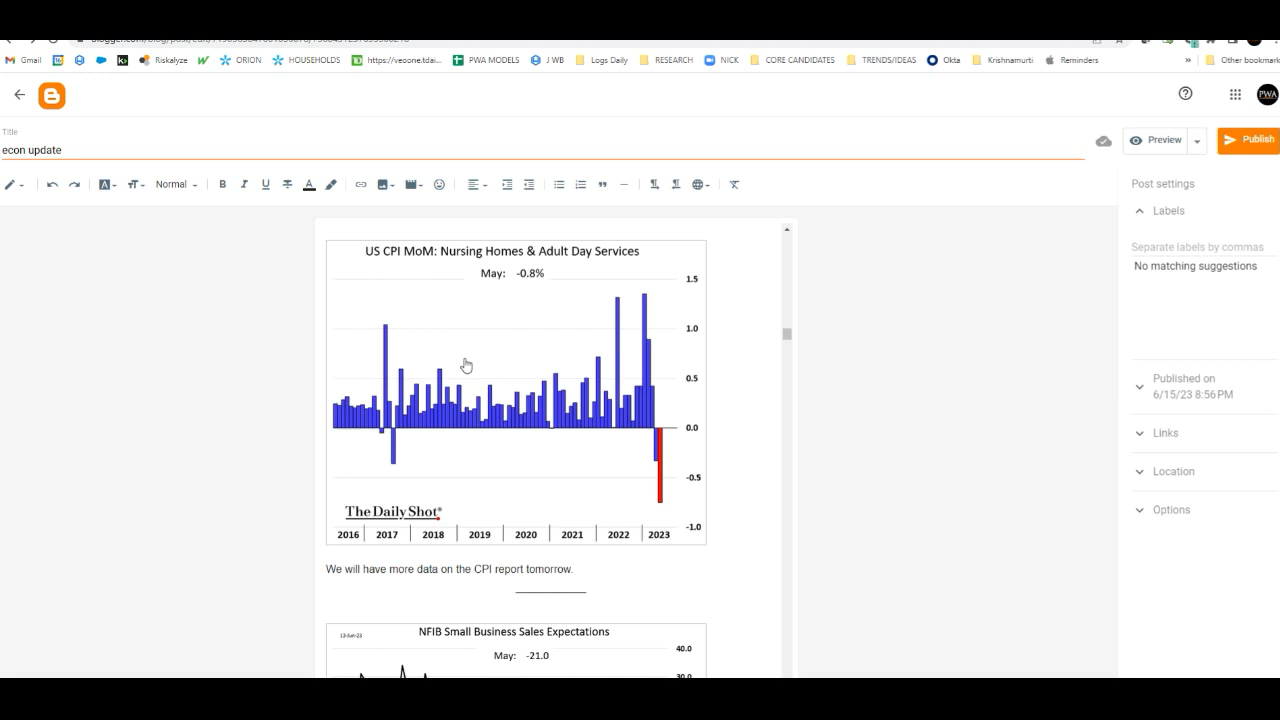 Gmail Riskalyze ORION HOUSEHOLDS https://veoone.tdai... PWA MODELS J WB Logs Daily RESEARCH NICK CORE CANDIDATES TRENDS/IDEAS Okta Krishnamurti Reminders » Other bookmark
PWA
Title
econ update
Preview
Publish
Normal
Post settings
Labels
Separate labels by commas
No matching suggestions
Published on
6/15/23 8:56 PM
Links
Location
Options
US CPI MoM: Nursing Homes & Adult Day Services
May: -0.8%
1.5
1.0
0.5
0.0
-0.5
-1.0
The Daily Shot®
2016 2017 2018 2019 2020 2021 2022 2023
We will have more data on the CPI report tomorrow.
13-Jun-23
NFIB Small Business Sales Expectations
May: -21.0
40.0
30.0